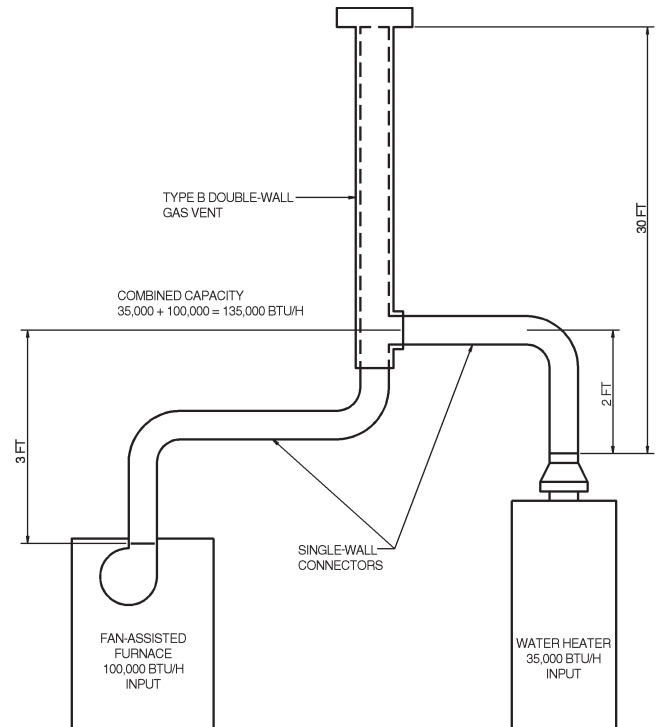 TYPE B DOUBLE-WALL
GAS VENT
30 FT
COMBINED CAPACITY
35,000 + 100,000 = 135,000 BTU/H
2 FT
3 FT
SINGLE-WALL
CONNECTORS
FAN-ASSISTED
FURNACE
100,000 BTU/H
INPUT
WATER HEATER
35,000 BTU/H
INPUT